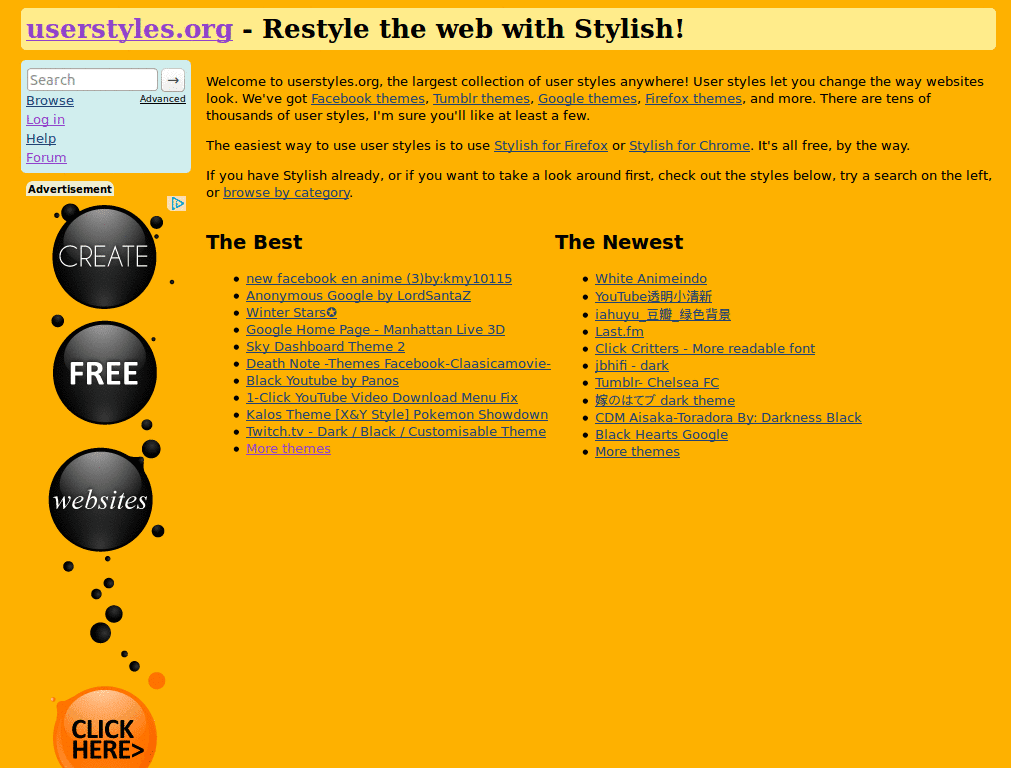 userstyles.org - Restyle the web with Stylish!
Search →
Browse Advanced
Log in
Help
Forum
Advertisement
CREATE
FREE
websites
CLICK
HERE>
Welcome to userstyles.org, the largest collection of user styles anywhere! User styles let you change the way websites
look. We've got Facebook themes, Tumblr themes, Google themes, Firefox themes, and more. There are tens of
thousands of user styles, I'm sure you'll like at least a few.
The easiest way to use user styles is to use Stylish for Firefox or Stylish for Chrome. It's all free, by the way.
If you have Stylish already, or if you want to take a look around first, check out the styles below, try a search on the left,
or browse by category.
The Best
• new facebook en anime (3)by:kmy10115
• Anonymous Google by LordSantaZ
• Winter Stars✪
• Google Home Page - Manhattan Live 3D
• Sky Dashboard Theme 2
• Death Note -Themes Facebook-Claasicamovie-
• Black Youtube by Panos
• 1-Click YouTube Video Download Menu Fix
• Kalos Theme [X&Y Style] Pokemon Showdown
• Twitch.tv - Dark / Black / Customisable Theme
• More themes
The Newest
• White Animeindo
• YouTube透明小清新
• iahuyu_豆瓣_绿色背景
• Last.fm
• Click Critters - More readable font
• jbhifi - dark
• Tumblr- Chelsea FC
• 嫁のはてブ dark theme
• CDM Aisaka-Toradora By: Darkness Black
• Black Hearts Google
• More themes